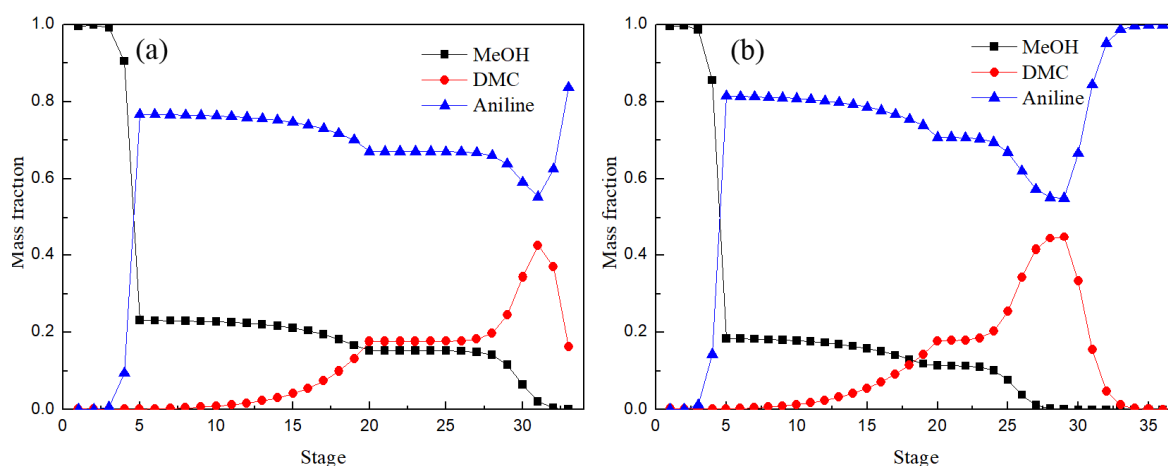 (a)
MeOH
DMC
Aniline
Mass fraction
1.0
0.8
0.6
0.4
0.2
0.0
0 5 10 15 20 25 30
Stage
(b)
MeOH
DMC
Aniline
Mass fraction
1.0
0.8
0.6
0.4
0.2
0.0
0 5 10 15 20 25 30 35
Stage